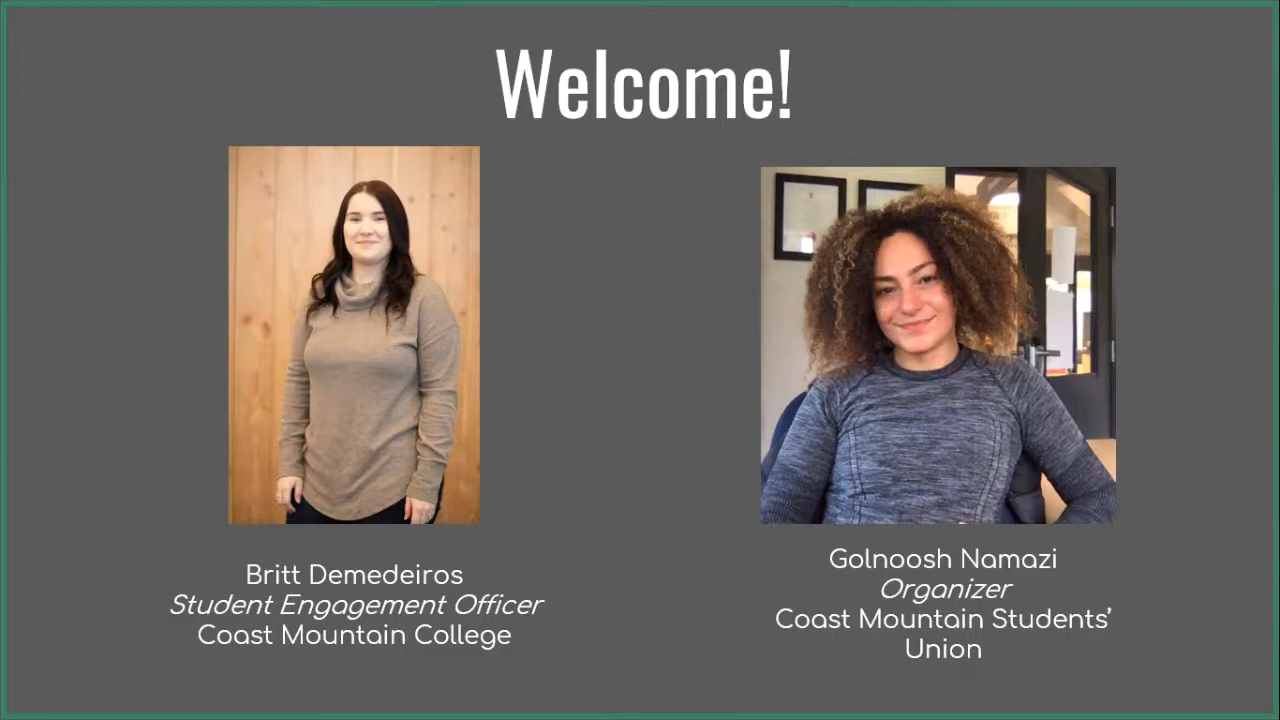 Welcome!
Britt Demedeiros
Student Engagement Officer
Coast Mountain College
Golnoosh Namazi
Organizer
Coast Mountain Students’
Union